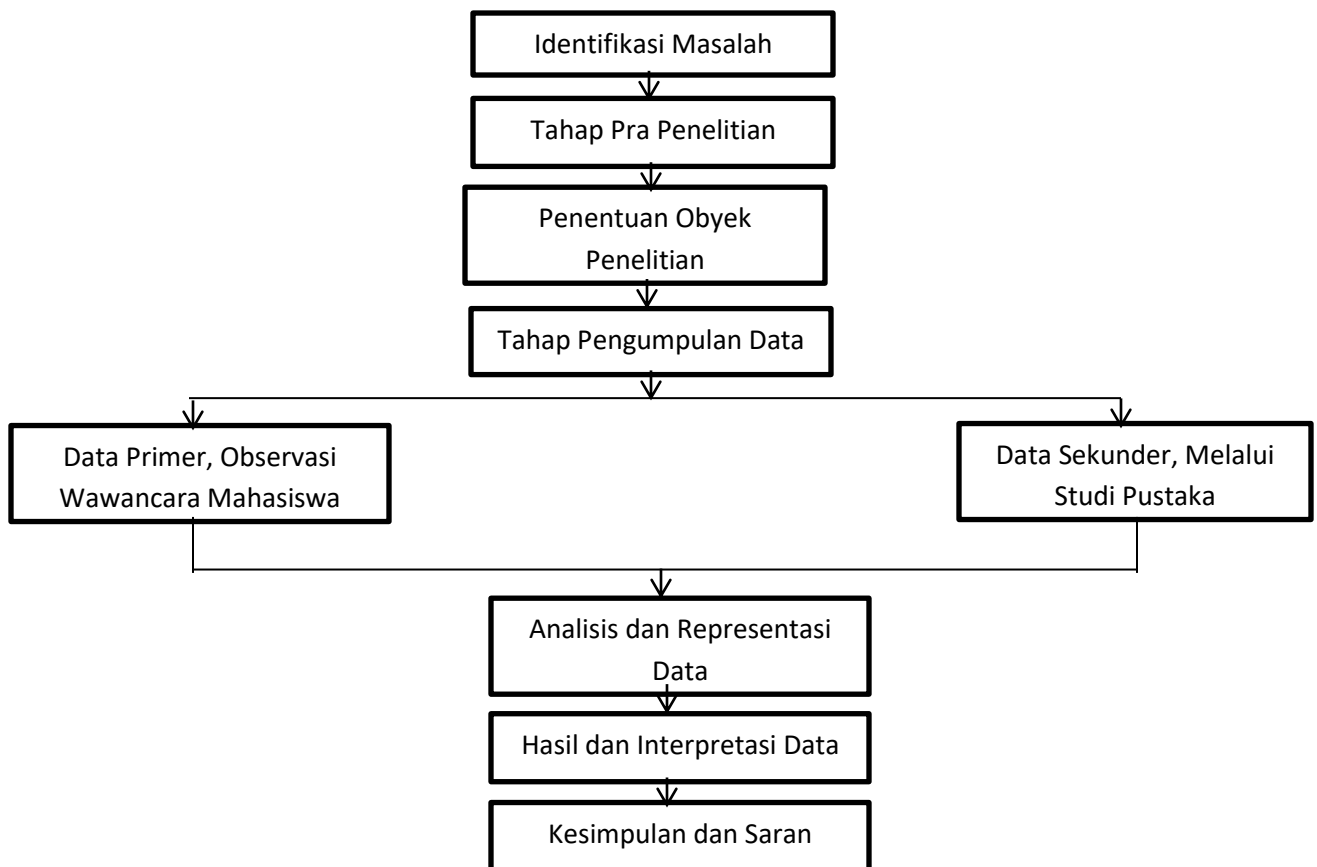 Identifikasi Masalah
Tahap Pra Penelitian
Penentuan Obyek
Penelitian
Tahap Pengumpulan Data
Data Primer, Observasi
Wawancara Mahasiswa
Data Sekunder, Melalui
Studi Pustaka
Analisis dan Representasi
Data
Hasil dan Interpretasi Data
Kesimpulan dan Saran